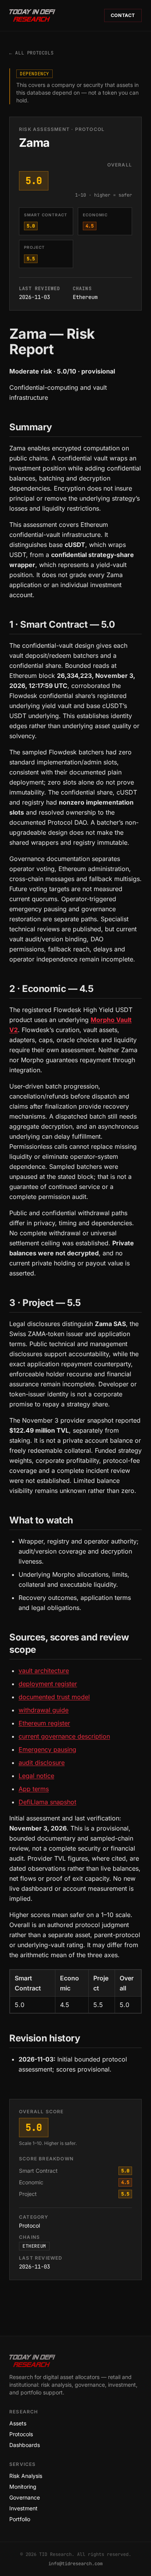 TODAY IN DEFI
RESEARCH
CONTACT
← ALL PROTOCOLS
DEPENDENCY
This covers a company or security that assets in
this database depend on — not a token you can
hold.
RISK ASSESSMENT · PROTOCOL
Zama
OVERALL
5.0
1–10 · higher = safer
SMART CONTRACT
5.0
ECONOMIC
4.5
PROJECT
5.5
LAST REVIEWED
2026-11-03
CHAINS
Ethereum
Zama — Risk
Report
Moderate risk · 5.0/10 · provisional
Confidential-computing and vault
infrastructure
Summary
Zama enables encrypted computation on
public chains. A confidential vault wraps an
investment position while adding confidential
balances, batching and decryption
dependencies. Encryption does not insure
principal or remove the underlying strategy's
losses and liquidity restrictions.
This assessment covers Ethereum
confidential-vault infrastructure. It
distinguishes base cUSDT, which wraps
USDT, from a confidential strategy-share
wrapper, which represents a yield-vault
position. It does not grade every Zama
application or an institutional custody
account.
1 · Smart Contract — 5.0
The confidential-vault design gives each
vault deposit/redeem batchers and a
confidential share. Bounded reads at
Ethereum block 26,334,223, November 3,
2026, 12:17:59 UTC, corroborated the
Flowdesk confidential share's registered
underlying yield vault and base cUSDT's
USDT underlying. This establishes identity
and wrapper rather than underlying asset quality or
solvency.
The sampled Flowdesk batchers had zero
standard implementation/admin slots,
consistent with their documented plain
deployment; zero slots alone do not prove
immutability. The confidential share, cUSDT
and registry had nonzero implementation
slots and resolved ownership to the
documented Protocol DAO. A batcher's non-
upgradeable design does not make the
shared wrappers and registry immutable.
Governance documentation separates
operator voting, Ethereum administration,
cross-chain messages and fallback multisigs.
Future voting targets are not necessarily
current consumers. Operator-triggered
emergency pausing and governed
restoration are separate paths. Specialist
technical reviews are published, but current
vault audit/version binding, DAO
permissions, fallback reach, delays and
operator independence remain incomplete.
2 · Economic — 4.5
The registered Flowdesk High Yield USDT
product uses an underlying Morpho Vault
V2. Flowdesk's curation, vault assets,
adapters, caps, oracle choices and liquidity
require their own assessment. Neither Zama
nor Morpho wrapping removes repayment through
integration.
User-driven batch progression,
cancellation/refunds before dispatch and
claims after finalization provide recovery
mechanisms. A dispatched batch still needs
aggregate decryption, and an asynchronous
underlying can delay fulfillment.
Permissionless calls cannot replace missing
liquidity or eliminate operator-system
dependence. Sampled batchers were
unpaused at the stated block; that is not a
guarantee of continued service or a
complete permissioning audit.
Public and confidential withdrawal paths
differ in privacy, timing and dependencies.
No complete withdrawal or universal
settlement ceiling was established. Private
balances were not decrypted, and no
current private holding or yield payout was
asserted.
3 · Project — 5.5
Legal disclosures distinguish Zama SAS, the
Swiss ZAMA-token issuer and application
terms. Public technical and management
disclosures support accountability, while the
exact application repayment counterparty,
enforceable holder recourse and financial
assurances remain incomplete. Developer or
token-issuer identity is not a contractual
promise to repay a strategy share.
The November 3 provider snapshot reported
$122.49 million TVL, separately from
staking. It is not a private account balance or
freely redeemable collateral. Funded strategy
vaults, corporate commitments, protocol-fee
coverage and a complete incident review
were not established. Limited balance
visibility remains unknown rather than zero.
What to watch
Wrapper, registry and operator authority;
audit/version coverage and decryption
liveness.
Underlying Morpho allocations, limits,
collateral and executable liquidity.
Recovery outcomes, application terms
and legal obligations.
Sources, scores and review
scope
vault architecture
deployment register
documented trust model
withdrawal guide
Ethereum register
current governance description
Emergency pausing
audit disclosure
Legal notice
App terms
DefiLlama snapshot
Initial assessment and last verification:
November 3, 2026. This is provisional,
bounded documentary and sampled-state
review, not a formal verification or vault
audit. Provider TVL figures, where cited, are
dated observations rather than live balances,
solvency proof or proof of exit capacity. No new
dashboard or account measurement is
implied.
Higher scores mean safer on a 1–10 scale.
Overall is an analytical judgment rather
than than a separate asset, parent-protocol
or underlying-vault rating. It may differ from
the arithmetic mean of the three axes.
Smart
Contract
Econo
mic
Proje
ct
Over
all
5.0
4.5
5.5
5.0
Revision history
2026-11-03: Initial bounded protocol
assessment; scores provisional.
OVERALL SCORE
5.0
Scale 1–10. Higher is safer.
SCORE BREAKDOWN
Smart Contract
5.0
Economic
4.5
Project
5.5
CATEGORY
Protocol
CHAINS
ETHEREUM
LAST REVIEWED
2026-11-03
TODAY IN DEFI
RESEARCH
Research for digital asset allocators — retail and
institutional: risk analysis, governance, investment,
and portfolio support.
RESEARCH
Assets
Protocols
Dashboards
SERVICES
Risk Analysis
Monitoring
Governance
Investment
Portfolio
© 2026 TID Research. All rights reserved.
info@tidresearch.com